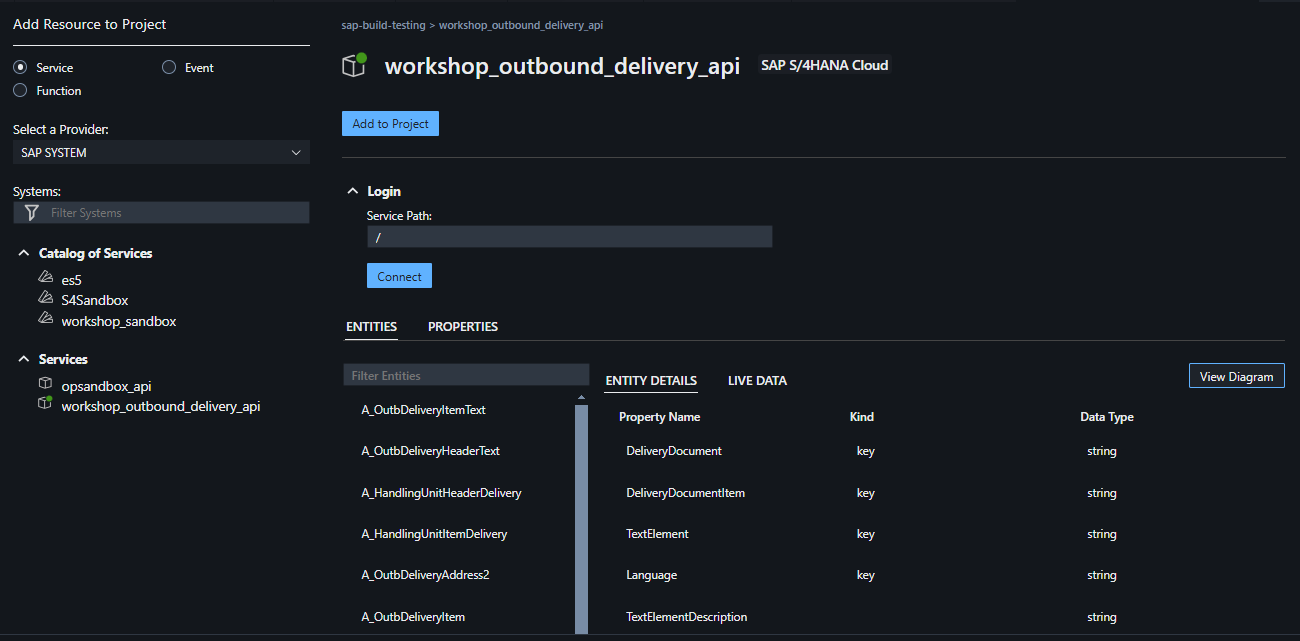 Add Resource to Project
Service
Event
Function
Select a Provider:
SAP SYSTEM
Systems:
Filter Systems
Catalog of Services
es5
S4Sandbox
workshop_sandbox
Services
opsandbox_api
workshop_outbound_delivery_api
sap-build-testing > workshop_outbound_delivery_api
workshop_outbound_delivery_api SAP S/4HANA Cloud
Add to Project
Login
Service Path:
/
Connect
ENTITIES PROPERTIES
Filter Entities
A_OutbDeliveryItemText
A_OutbDeliveryHeaderText
A_HandlingUnitHeaderDelivery
A_HandlingUnitItemDelivery
A_OutbDeliveryAddress2
A_OutbDeliveryItem
ENTITY DETAILS LIVE DATA
View Diagram
Property Name Kind Data Type
DeliveryDocument key string
DeliveryDocumentItem key string
TextElement key string
Language key string
TextElementDescription string